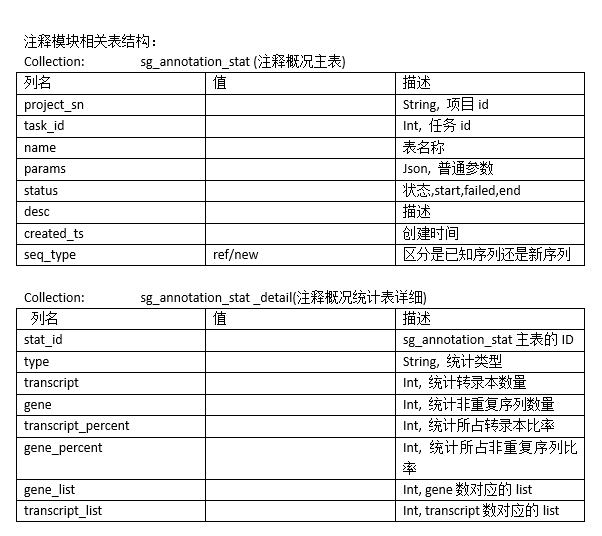 注释模块相关表结构：
Collection: sg_annotation_stat (注释概况主表)
列名 值 描述
project_sn String, 项目 id
task_id Int, 任务 id
name 表名称
params Json, 普通参数
status 状态,start,failed,end
desc 描述
created_ts 创建时间
seq_type ref/new 区分是已知序列还是新序列
Collection: sg_annotation_stat _detail(注释概况统计表详细)
列名 值 描述
stat_id sg_annotation_stat 主表的 ID
type String, 统计类型
transcript Int, 统计转录本数量
gene Int, 统计非重复序列数量
transcript_percent Int, 统计所占转录本比率
gene_percent Int, 统计所占非重复序列比
率
gene_list Int, gene 数对应的 list
transcript_list Int, transcript 数对应的 list